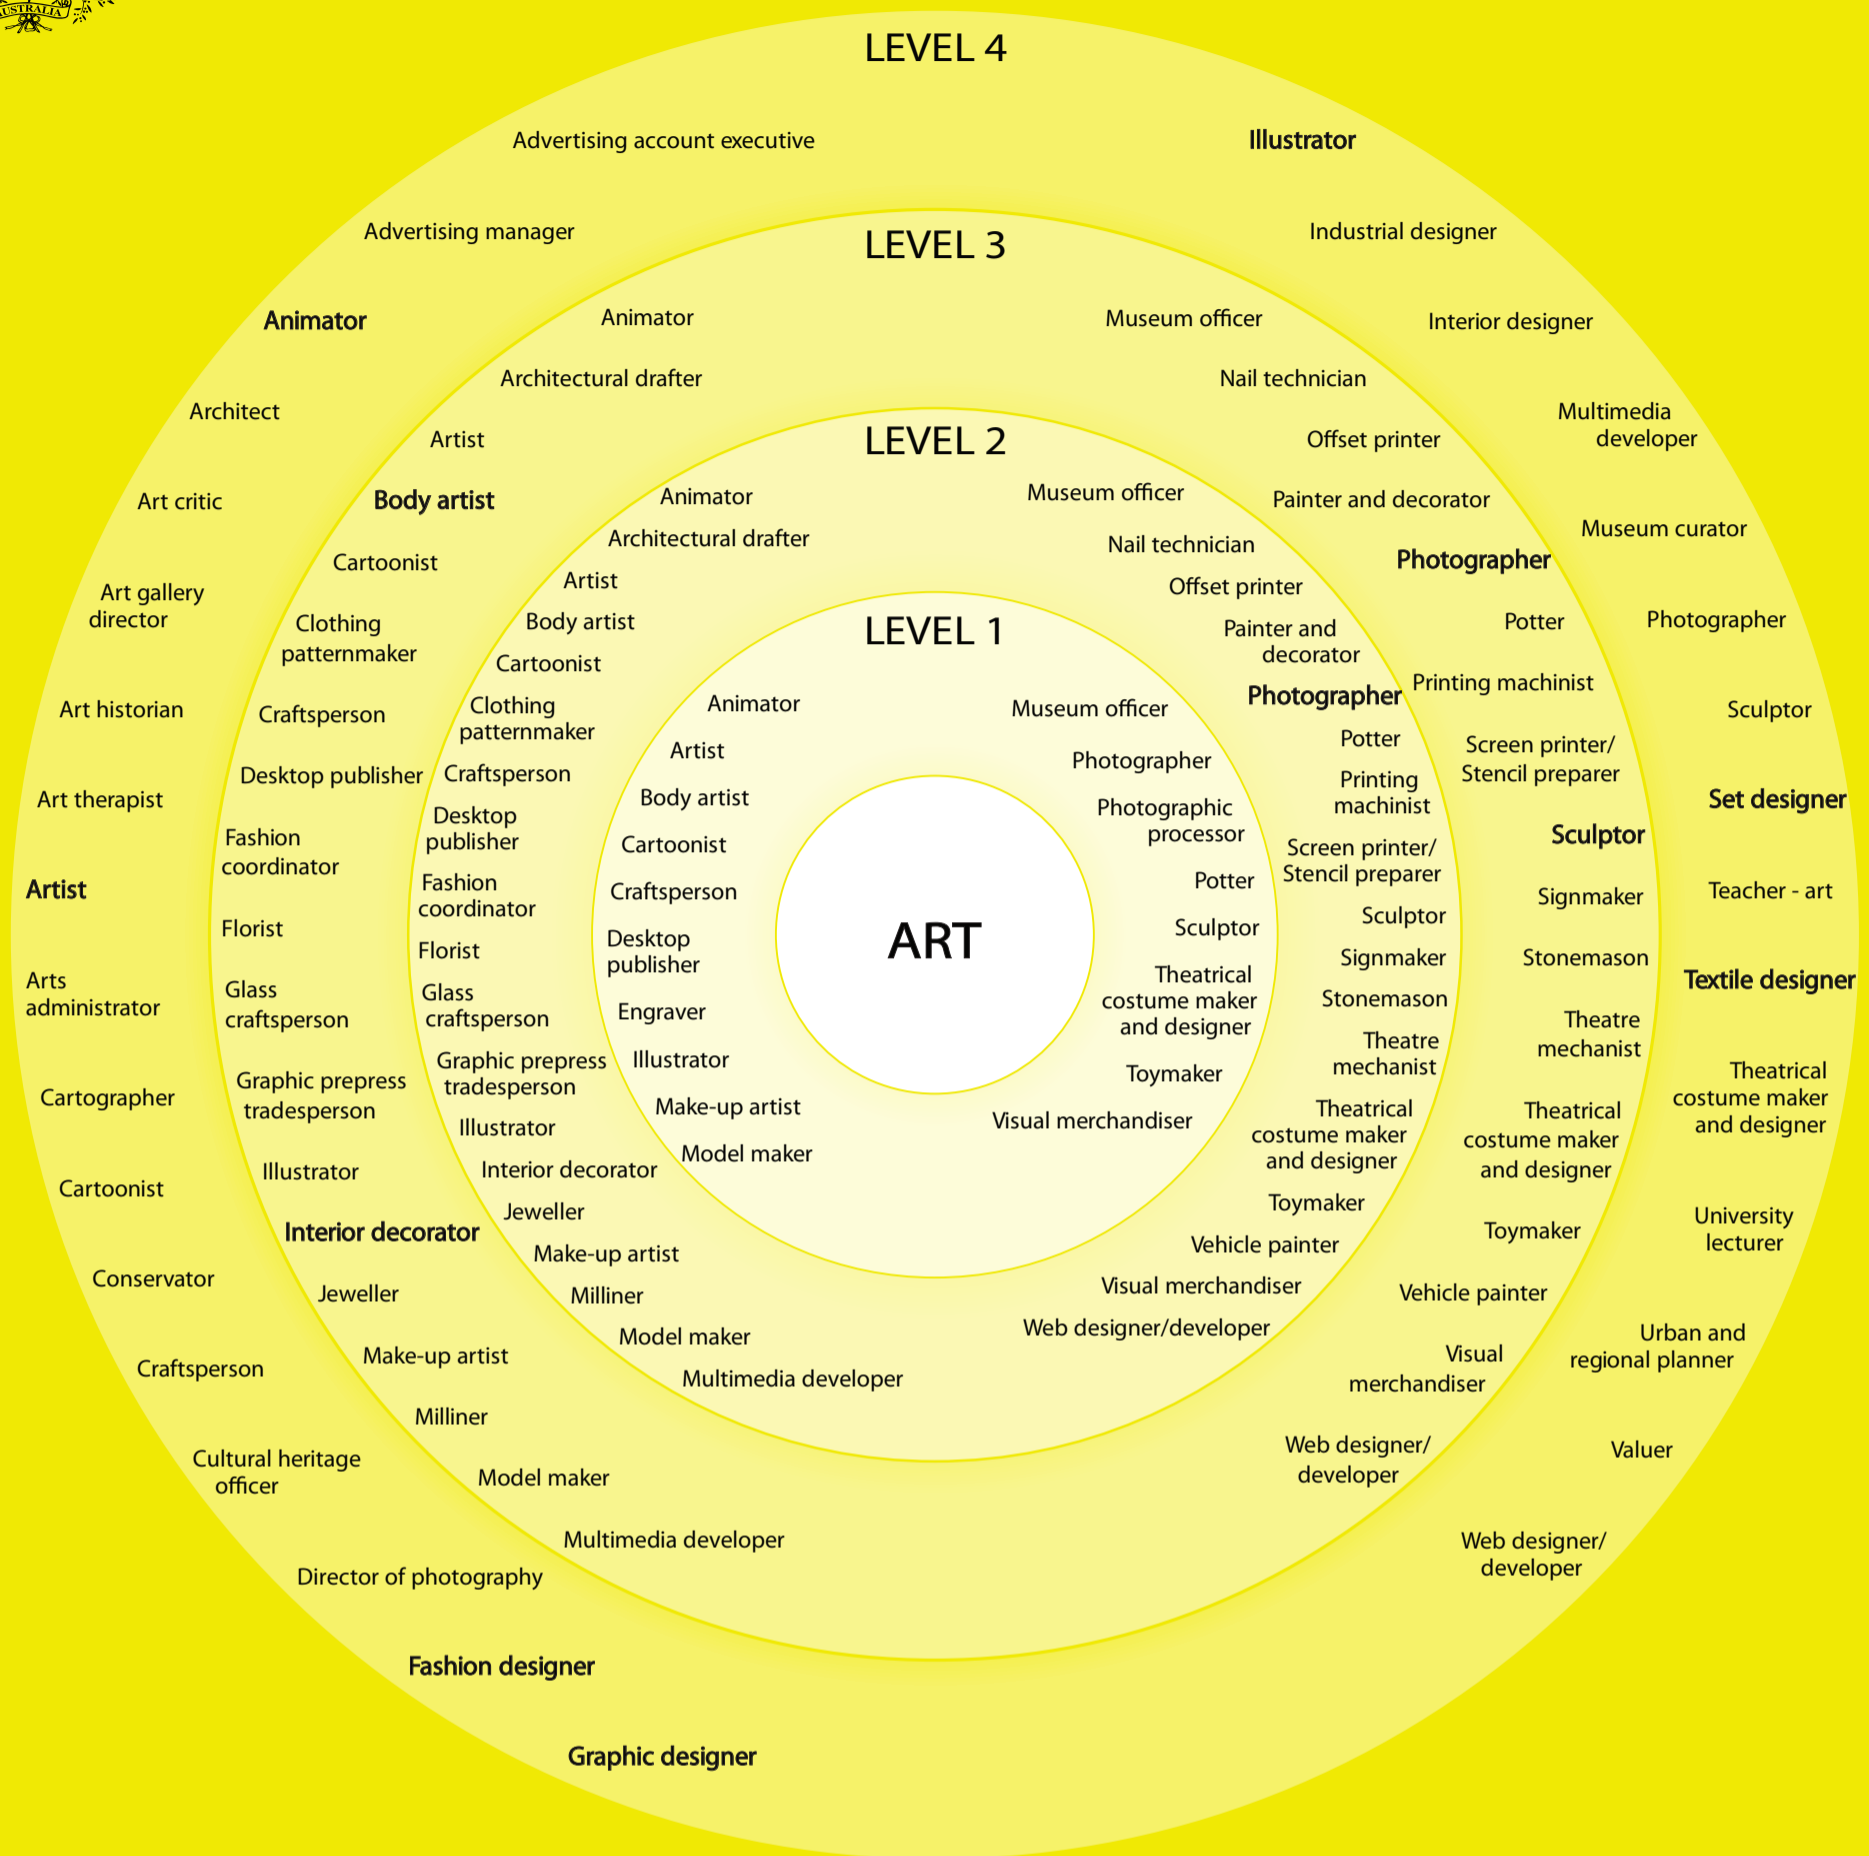 AUSTRALIA
LEVEL 4
Advertising account executive
Advertising manager
Animator
Architect
Art critic
Art gallery
director
Art historian
Art therapist
Artist
Arts
administrator
Cartographer
Cartoonist
Conservator
Craftsperson
Cultural heritage
officer
Director of photography
Fashion designer
Graphic designer
Illustrator
Industrial designer
Interior designer
Multimedia
developer
Museum curator
Photographer
Sculptor
Set designer
Teacher - art
Textile designer
Theatrical
costume maker
and designer
University
lecturer
Urban and
regional planner
Valuer
Web designer/
developer
LEVEL 3
Animator
Architectural drafter
Artist
Body artist
Cartoonist
Clothing
patternmaker
Craftsperson
Desktop publisher
Fashion
coordinator
Florist
Glass
craftsperson
Graphic prepress
tradesperson
Illustrator
Interior decorator
Jeweller
Make-up artist
Milliner
Model maker
Multimedia developer
Museum officer
Nail technician
Offset printer
Painter and decorator
Photographer
Potter
Printing machinist
Screen printer/
Stencil preparer
Sculptor
Signmaker
Stonemason
Theatre
mechanist
Theatrical
costume maker
and designer
Toymaker
Vehicle painter
Visual
merchandiser
Web designer/
developer
LEVEL 2
Animator
Architectural drafter
Artist
Body artist
Cartoonist
Clothing
patternmaker
Craftsperson
Desktop
publisher
Fashion
coordinator
Florist
Glass
craftsperson
Graphic prepress
tradesperson
Illustrator
Interior decorator
Jeweller
Make-up artist
Milliner
Model maker
Multimedia developer
Museum officer
Nail technician
Offset printer
Painter and
decorator
Photographer
Potter
Printing
machinist
Screen printer/
Stencil preparer
Sculptor
Signmaker
Stonemason
Theatre
mechanist
Theatrical
costume maker
and designer
Toymaker
Vehicle painter
Visual merchandiser
Web designer/developer
LEVEL 1
Animator
Artist
Body artist
Cartoonist
Craftsperson
Desktop
publisher
Engraver
Illustrator
Make-up artist
Model maker
Museum officer
Photographer
Photographic
processor
Potter
Sculptor
Theatrical
costume maker
and designer
Toymaker
Visual merchandiser
ART